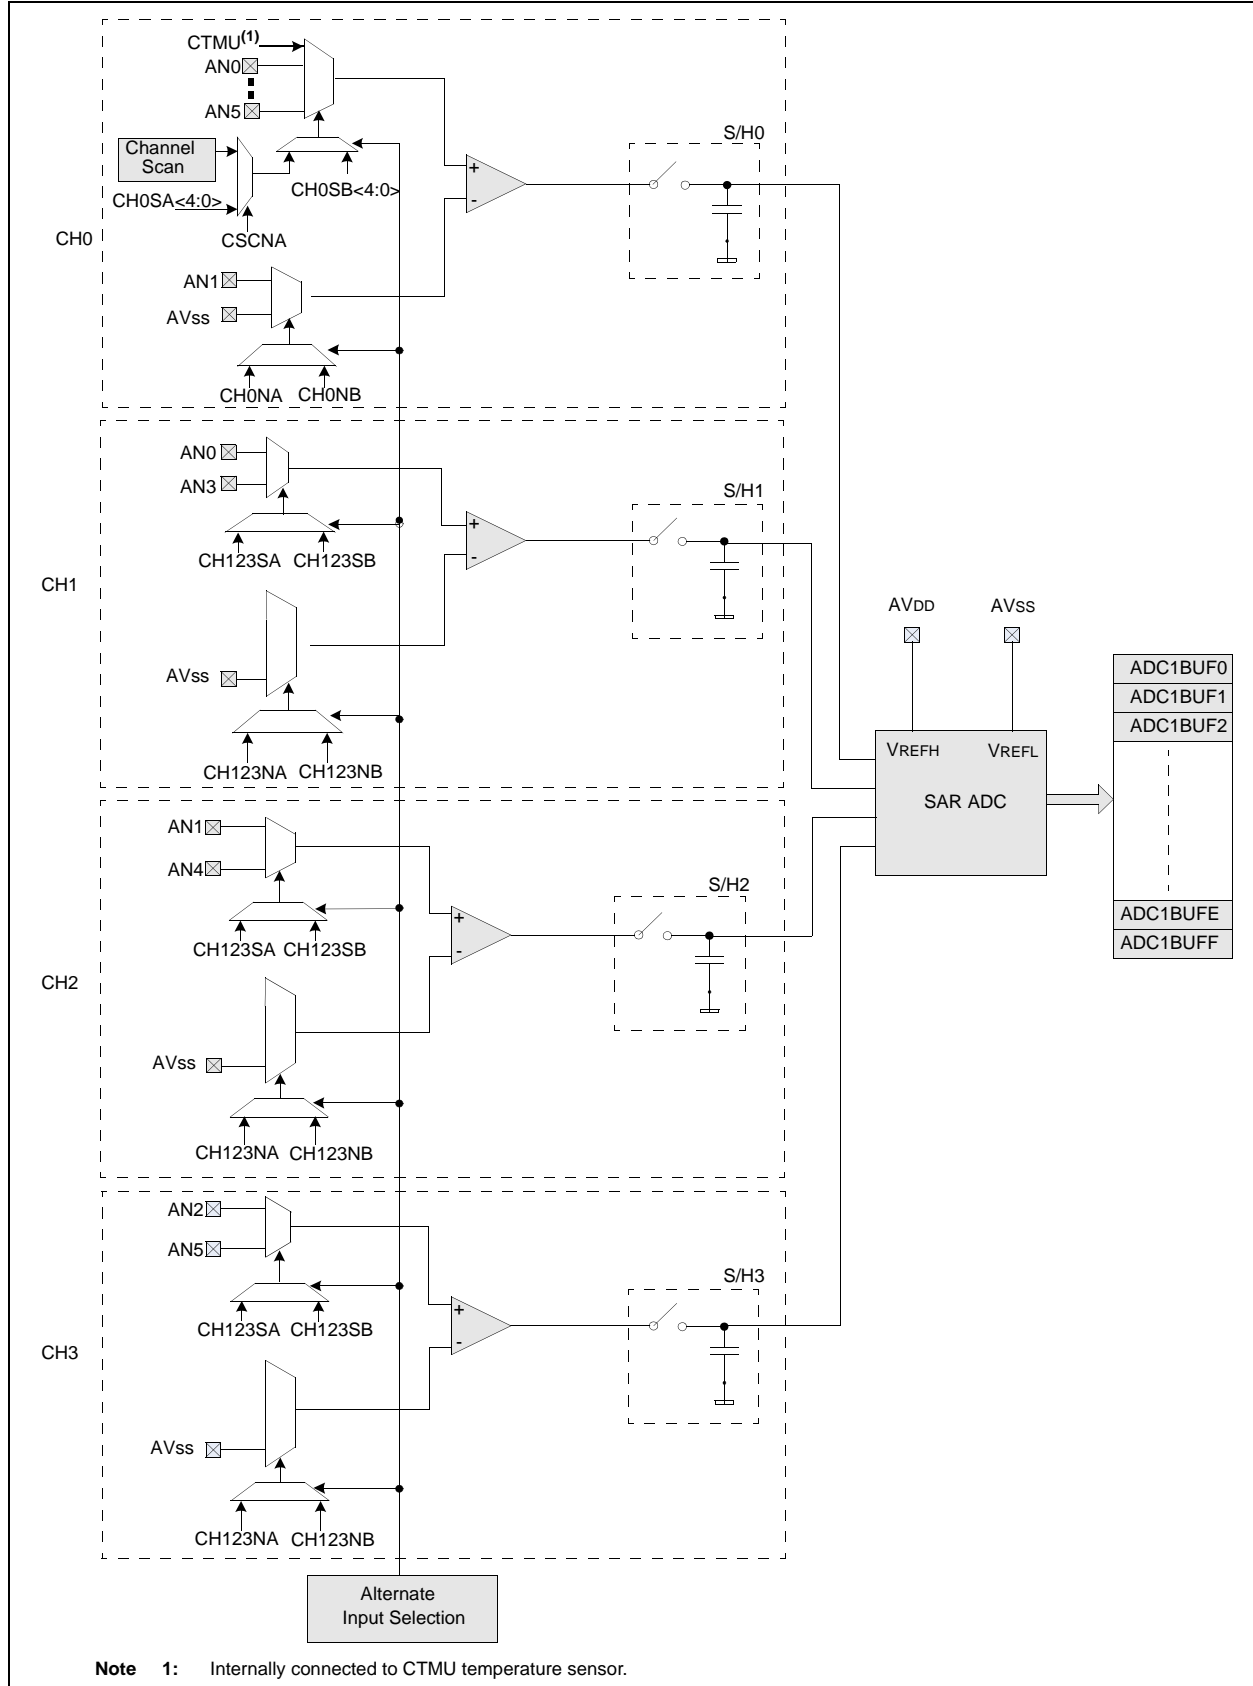 CTMU(1)
AN0
AN5
Channel
Scan
CH0SA<4:0>
CH0SB<4:0>
CSCNA
CH0
AN1
AVss
CH0NA CH0NB
+
-
S/H0
AN0
AN3
CH123SA CH123SB
CH1
AVss
CH123NA CH123NB
+
-
S/H1
AN1
AN4
CH123SA CH123SB
CH2
AVss
CH123NA CH123NB
+
-
S/H2
AN2
AN5
CH123SA CH123SB
CH3
AVss
CH123NA CH123NB
+
-
S/H3
AVDD AVSS
VREFH VREFL
SAR ADC
ADC1BUF0
ADC1BUF1
ADC1BUF2
ADC1BUFE
ADC1BUFF
Alternate
Input Selection
Note 1: Internally connected to CTMU temperature sensor.